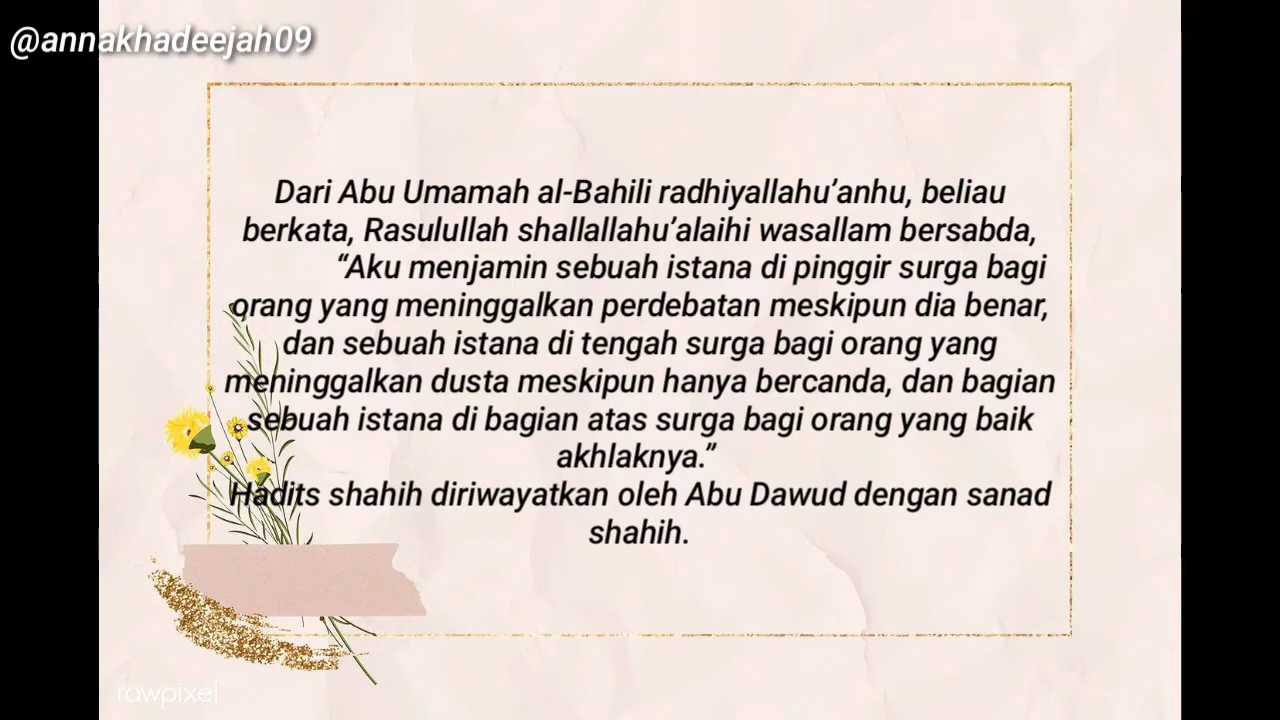 @annakhadeejah09
Dari Abu Umamah al-Bahili radhiyallahu’anhu, beliau
berkata, Rasulullah shallallahu’alaihi wasallam bersabda,
“Aku menjamin sebuah istana di pinggir surga bagi
orang yang meninggalkan perdebatan meskipun dia benar,
dan sebuah istana di tengah surga bagi orang yang
meninggalkan dusta meskipun hanya bercanda, dan bagian
sebuah istana di bagian atas surga bagi orang yang baik
akhlaknya.”
Hadits shahih diriwayatkan oleh Abu Dawud dengan sanad
shahih.
rawpixel